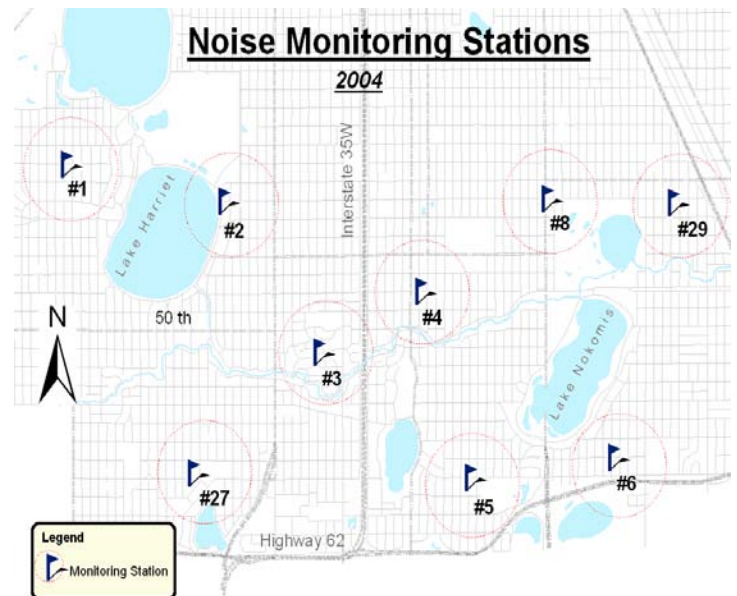 Noise Monitoring Stations
2004
#1
#2
#8
#29
Lake Harriet
Interstate 35W
#4
N
50 th
#3
Lake Nokomis
#27
#5
#6
Highway 62
Legend
Monitoring Station